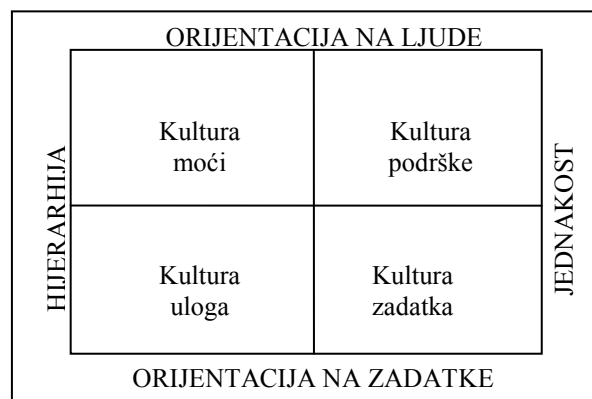 ORIJENTACIJA NA LJUDE
HIJERARHIJA
Kultura
moći
Kultura
podrške
JEDNAKOST
Kultura
uloga
Kultura
zadatka
ORIJENTACIJA NA ZADATKE